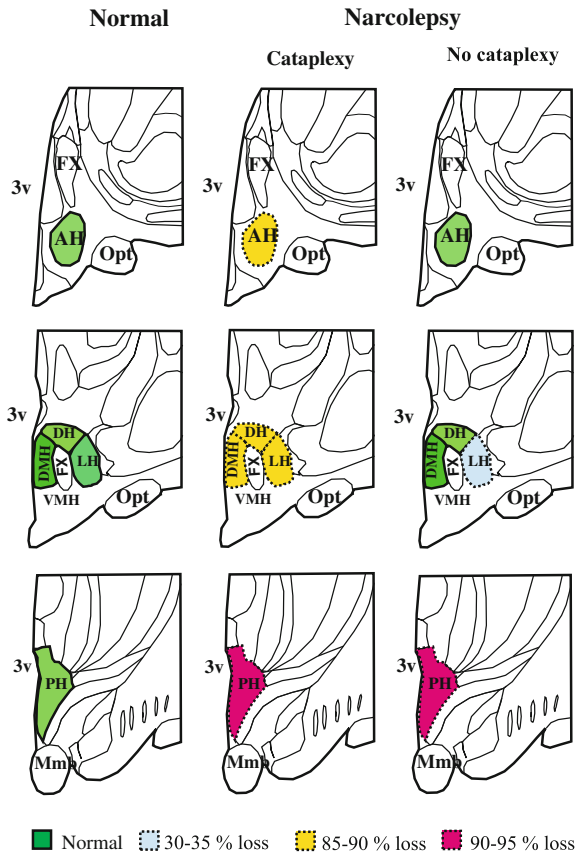 Normal Narcolepsy
Cataplexy No cataplexy
FX FX FX
3v 3v 3v
AH AH AH
Opt Opt Opt
3v 3v 3v
DH DH DH
DMH FX LH DMH FX LH DMH FX LH
VMH Opt VMH Opt VMH Opt
3v 3v 3v
PH PH PH
Mmb Mmb Mmb
Normal 30-35 % loss 85-90 % loss 90-95 % loss